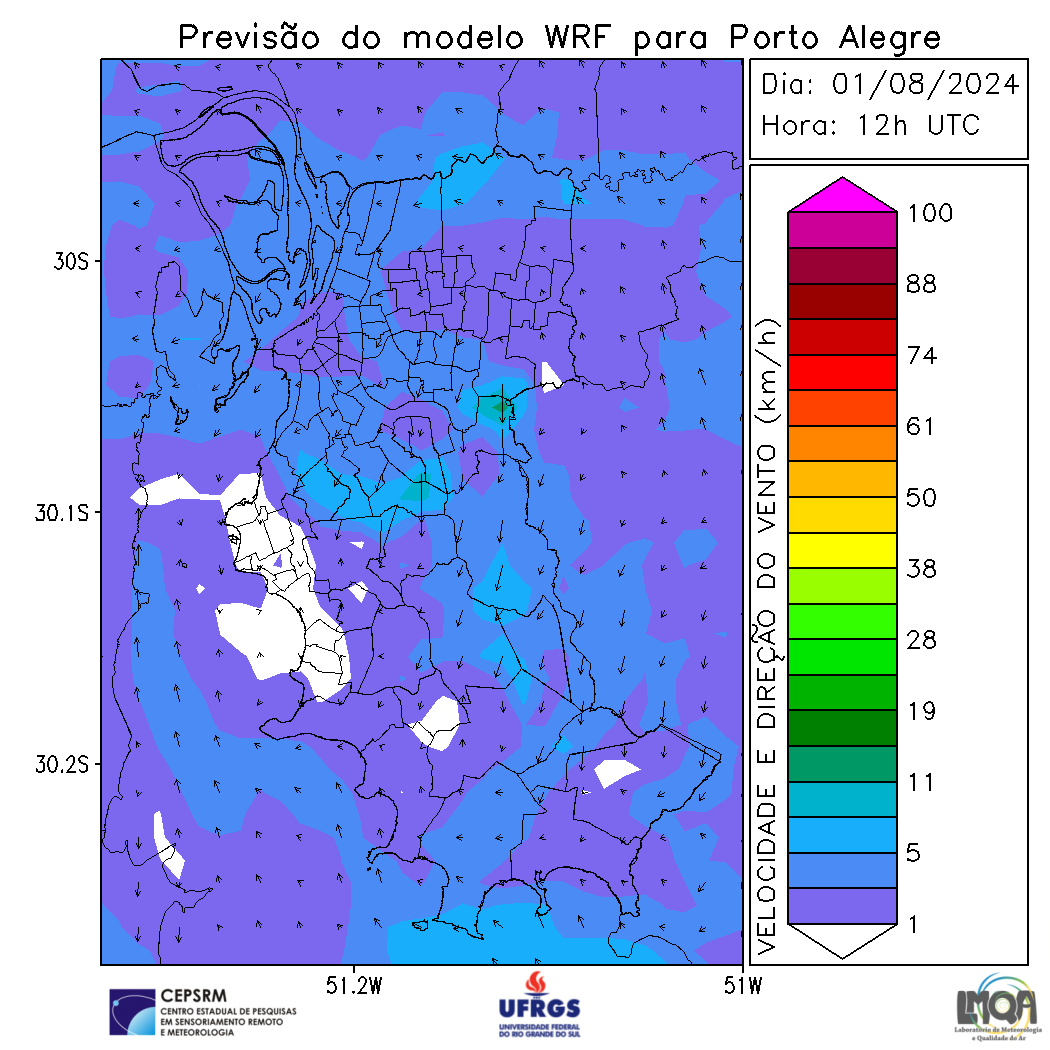 Previsão do modelo WRF para Porto Alegre
Dia: 01/08/2024
Hora: 12h UTC
30S
30.1S
30.2S
51.2W
51W
VELOCIDADE E DIREÇÃO DO VENTO (km/h)
100
88
74
61
50
38
28
19
11
5
1
CEPSRM
CENTRO ESTADUAL DE PESQUISAS
EM SENSORIAMENTO REMOTO
E METEOROLOGIA
UFRGS
UNIVERSIDADE FEDERAL
DO RIO GRANDE DO SUL
LMQA
Laboratório de Meteorologia
e Qualidade do Ar